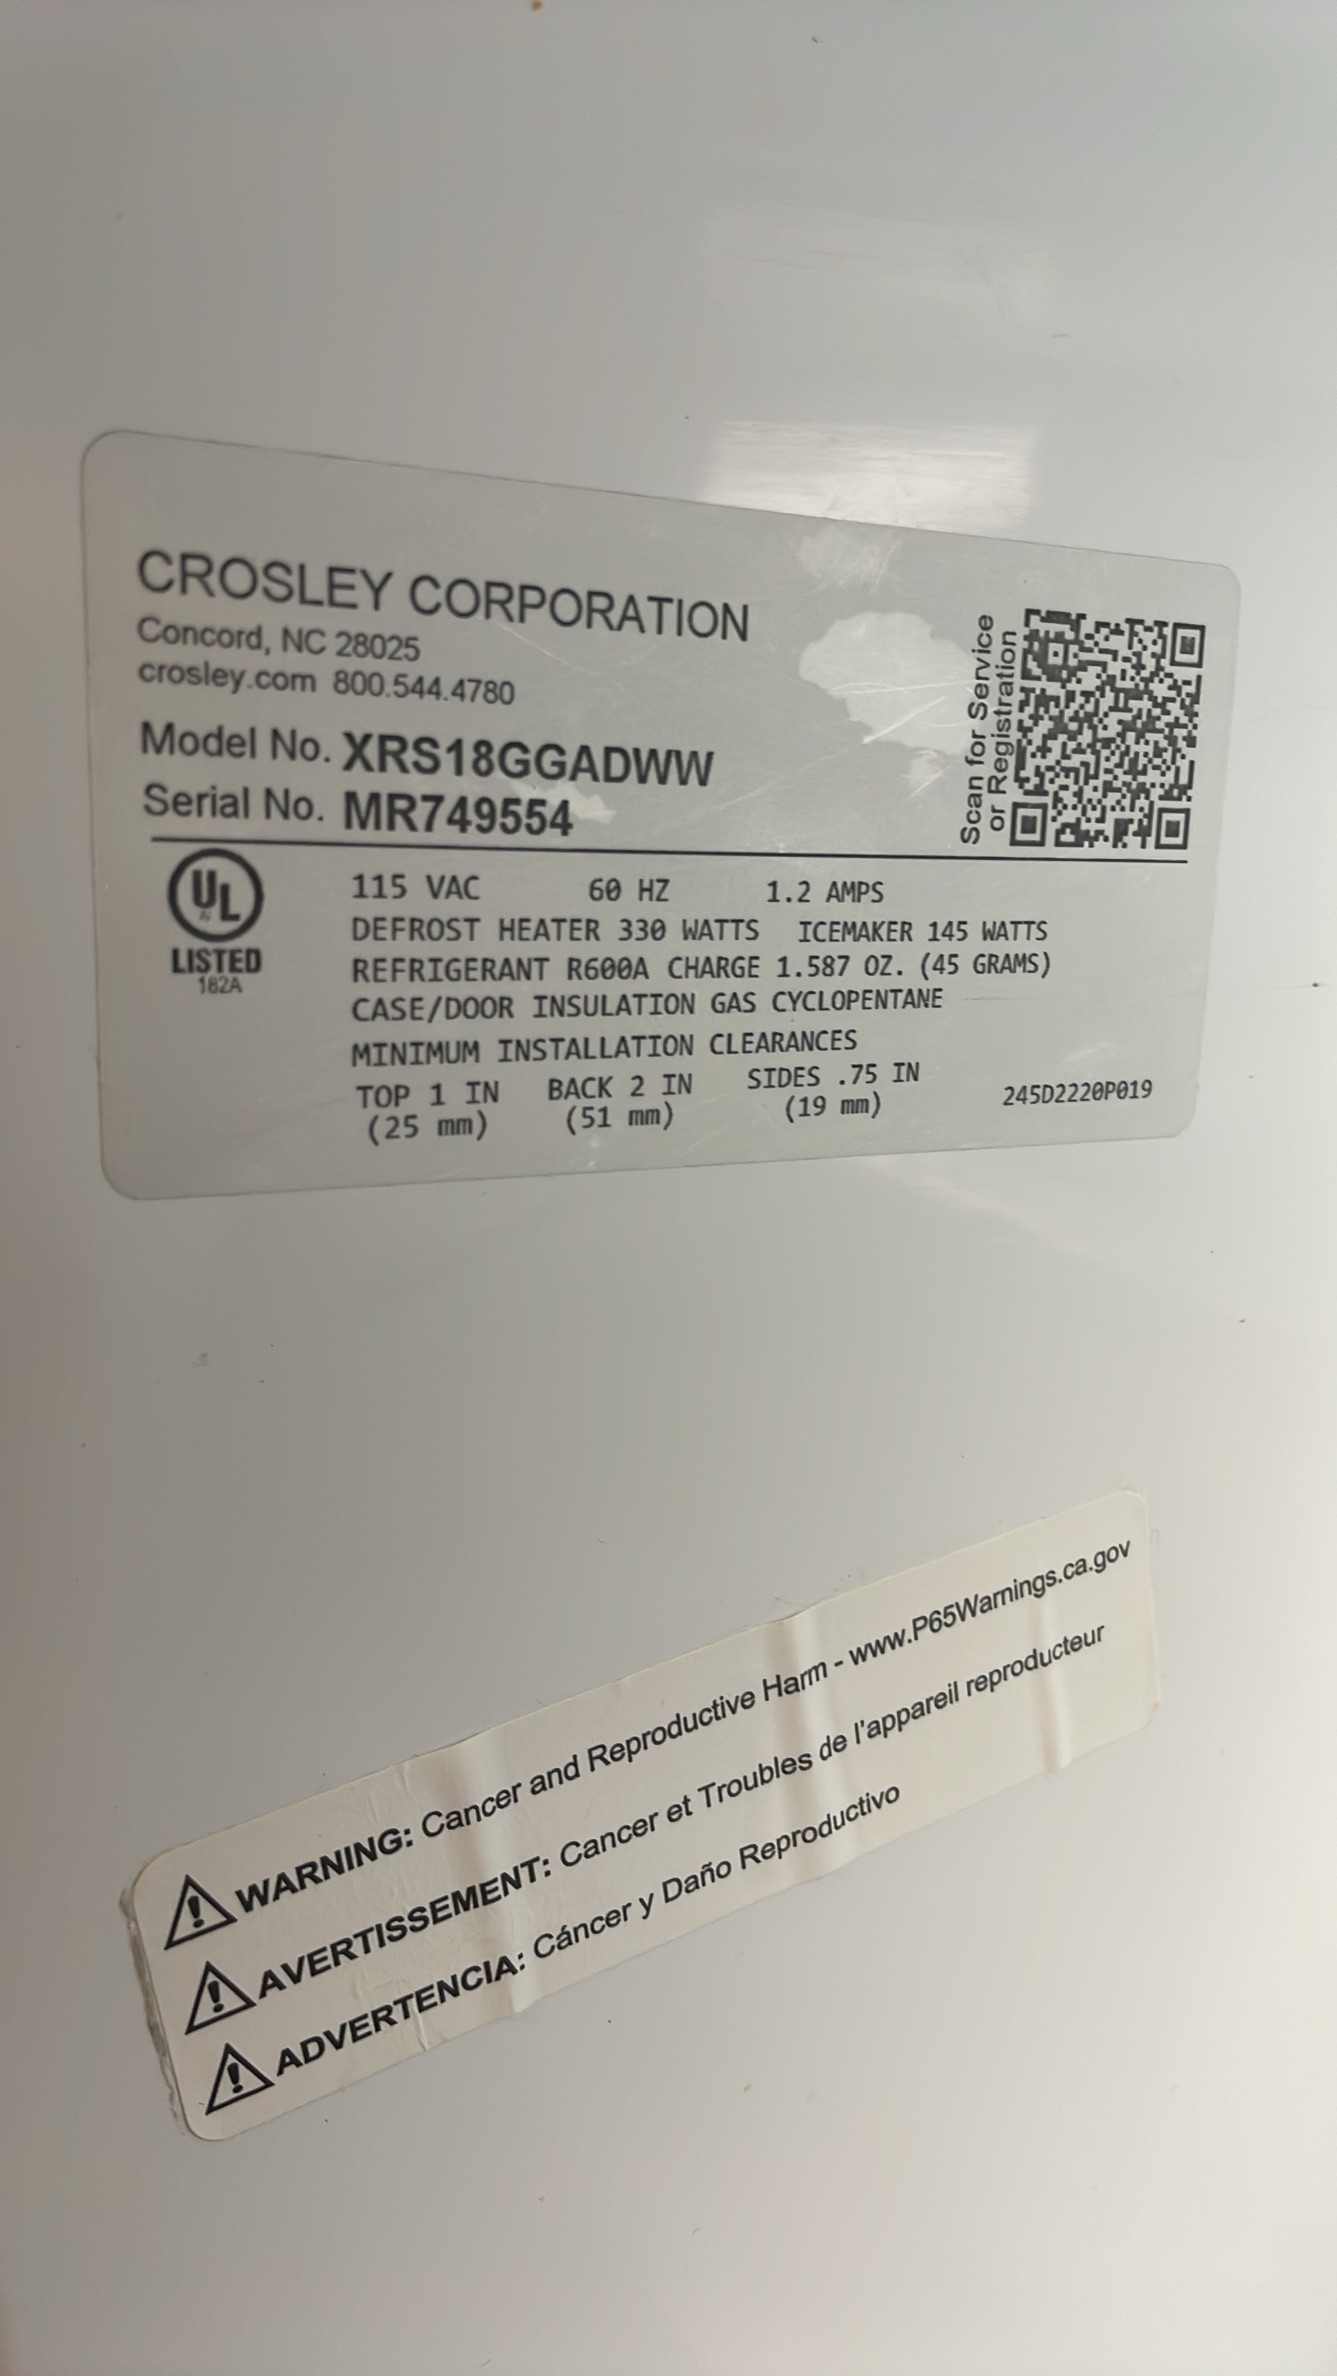 CROSLEY CORPORATION
Concord, NC 28025
crosley.com 800.544.4780
Model No. XRS18GGADWW
Serial No. MR749554
Scan for Service
or Registration
UL
LISTED
182A
115 VAC 60 HZ 1.2 AMPS
DEFROST HEATER 330 WATTS ICEMAKER 145 WATTS
REFRIGERANT R600A CHARGE 1.587 OZ. (45 GRAMS)
CASE/DOOR INSULATION GAS CYCLOPENTANE
MINIMUM INSTALLATION CLEARANCES
TOP 1 IN BACK 2 IN SIDES .75 IN
(25 mm) (51 mm) (19 mm)
245D2220P019
WARNING: Cancer and Reproductive Harm - www.P65Warnings.ca.gov
AVERTISSEMENT: Cancer et Troubles de l'appareil reproducteur
ADVERTENCIA: Cáncer y Daño Reproductivo